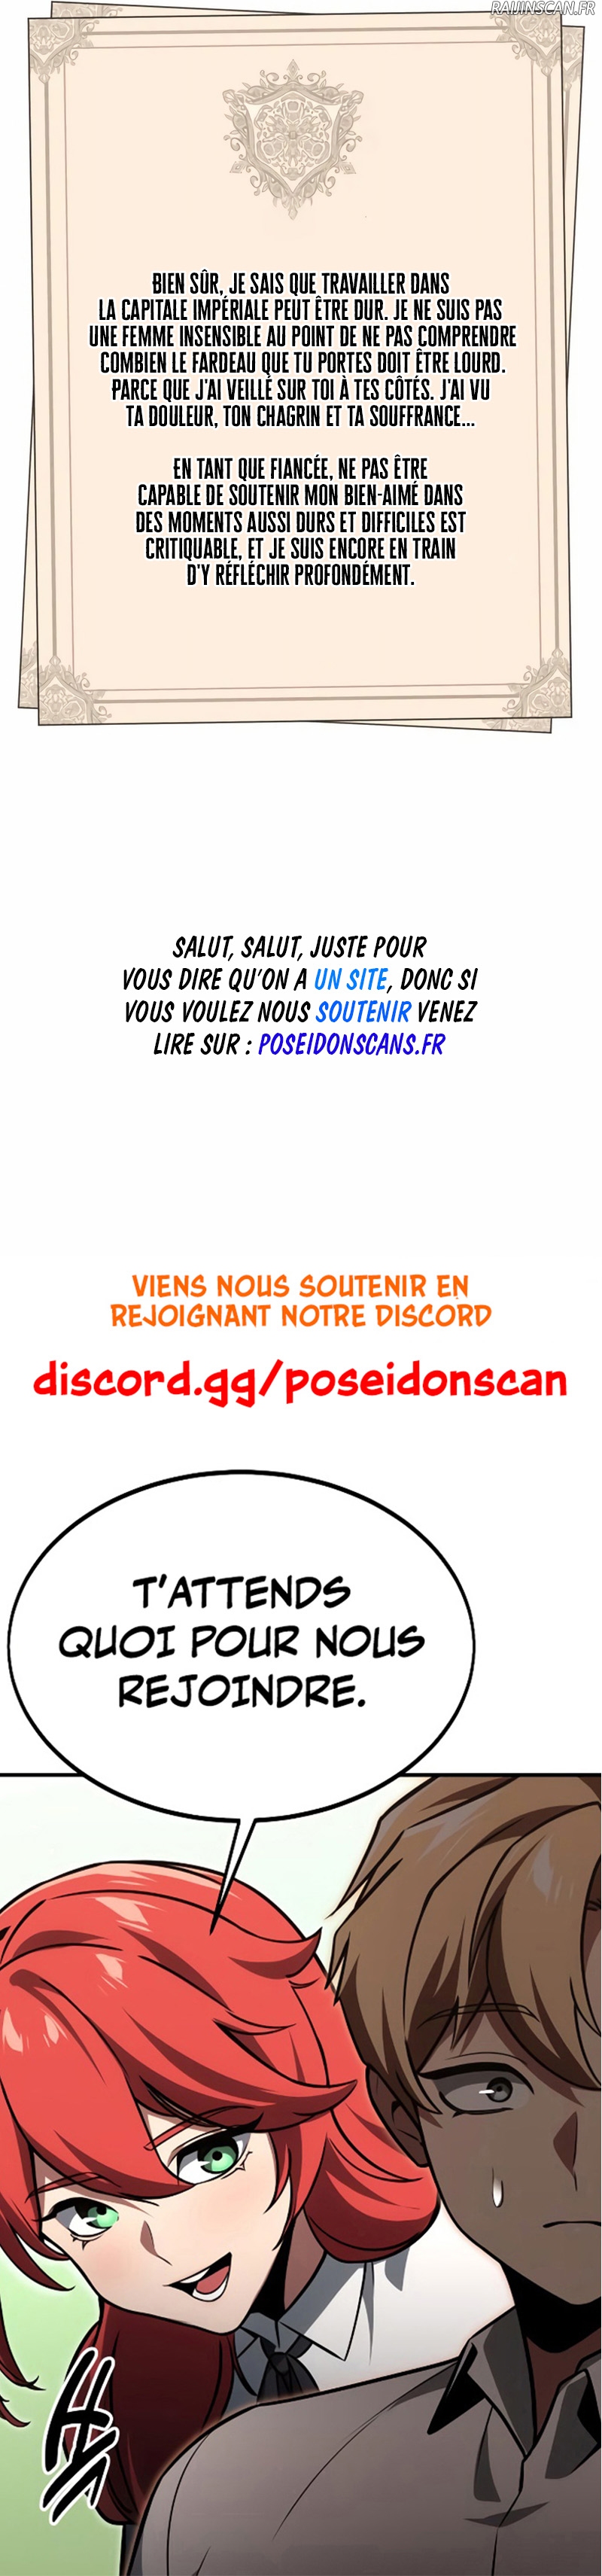 RAIJINSCAN.FR
BIEN SÛR, JE SAIS QUE TRAVAILLER DANS
LA CAPITALE IMPÉRIALE PEUT ÊTRE DUR. JE NE SUIS PAS
UNE FEMME INSENSIBLE AU POINT DE NE PAS COMPRENDRE
COMBIEN LE FARDEAU QUE TU PORTES DOIT ÊTRE LOURD.
PARCE QUE J'AI VEILLÉ SUR TOI À TES CÔTÉS. J'AI VU
TA DOULEUR, TON CHAGRIN ET TA SOUFFRANCE...
EN TANT QUE FIANCÉE, NE PAS ÊTRE
CAPABLE DE SOUTENIR MON BIEN-AIMÉ DANS
DES MOMENTS AUSSI DURS ET DIFFICILES EST
CRITIQUABLE, ET JE SUIS ENCORE EN TRAIN
D'Y RÉFLÉCHIR PROFONDÉMENT.
SALUT, SALUT, JUSTE POUR
VOUS DIRE QU'ON A UN SITE, DONC SI
VOUS VOULEZ NOUS SOUTENIR VENEZ
LIRE SUR : POSEIDONSCANS.FR
VIENS NOUS SOUTENIR EN
REJOIGNANT NOTRE DISCORD
discord.gg/poseidonscan
T'ATTENDS
QUOI POUR NOUS
REJOINDRE.